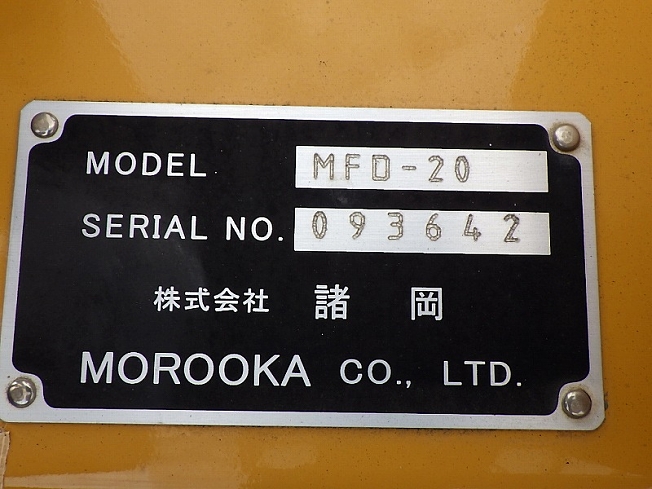 MODEL MFD-20
SERIAL NO. 093642
株式会社 諸岡
MOROOKA CO., LTD.